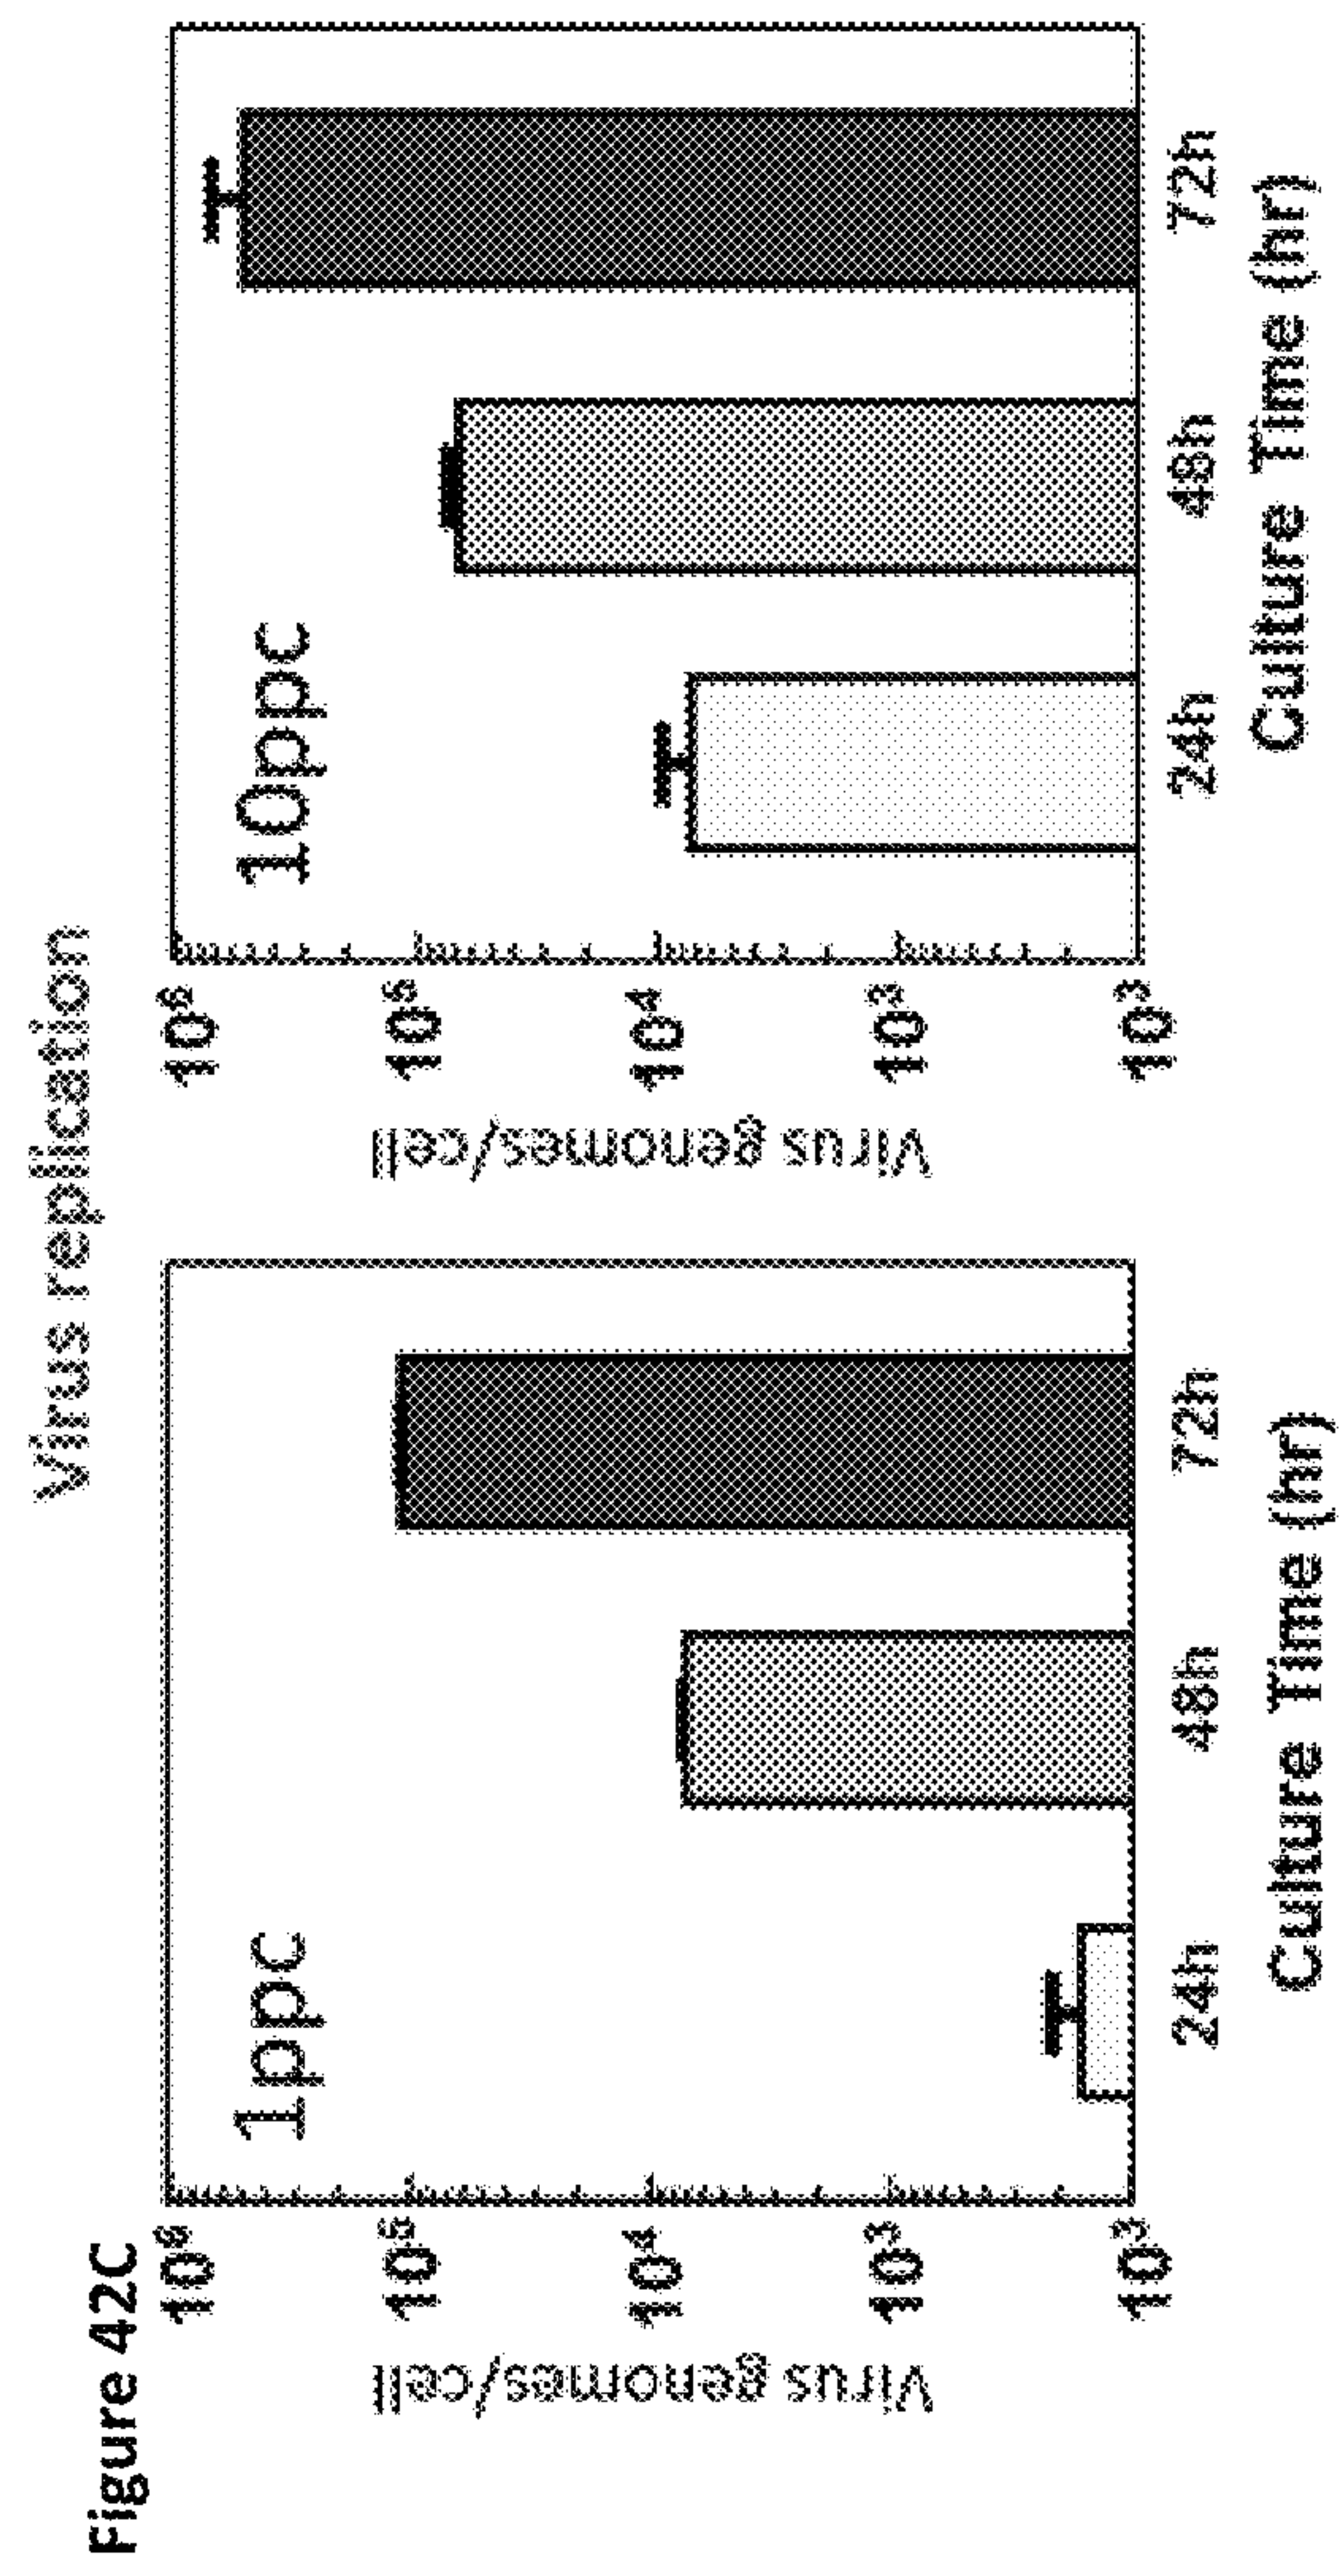 Figure 42C
Virus replication
1ppc
Virus genomes/cell
10⁶
10⁵
10⁴
10³
10³
24h 48h 72h
Culture Time (hr)
10ppc
Virus genomes/cell
10⁶
10⁵
10⁴
10³
10³
24h 48h 72h
Culture Time (hr)